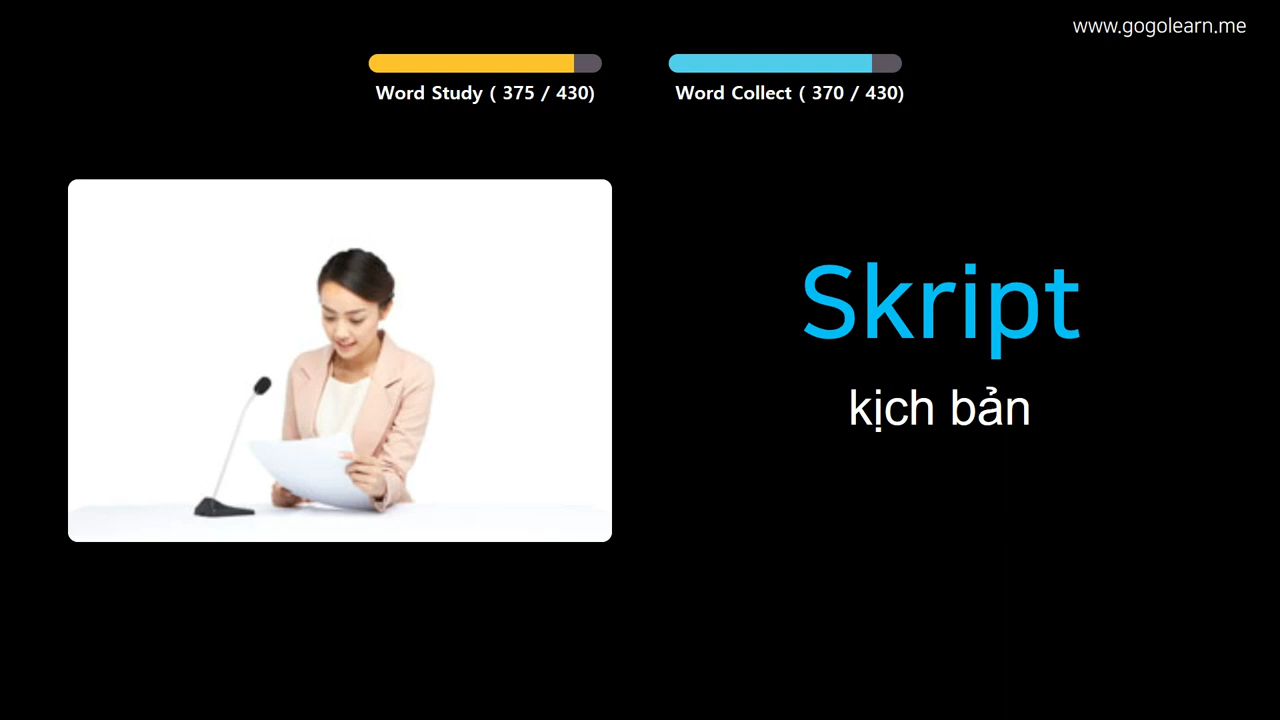 www.gogolearn.me
Word Study ( 375 / 430)
Word Collect ( 370 / 430)
Skript
kịch bản